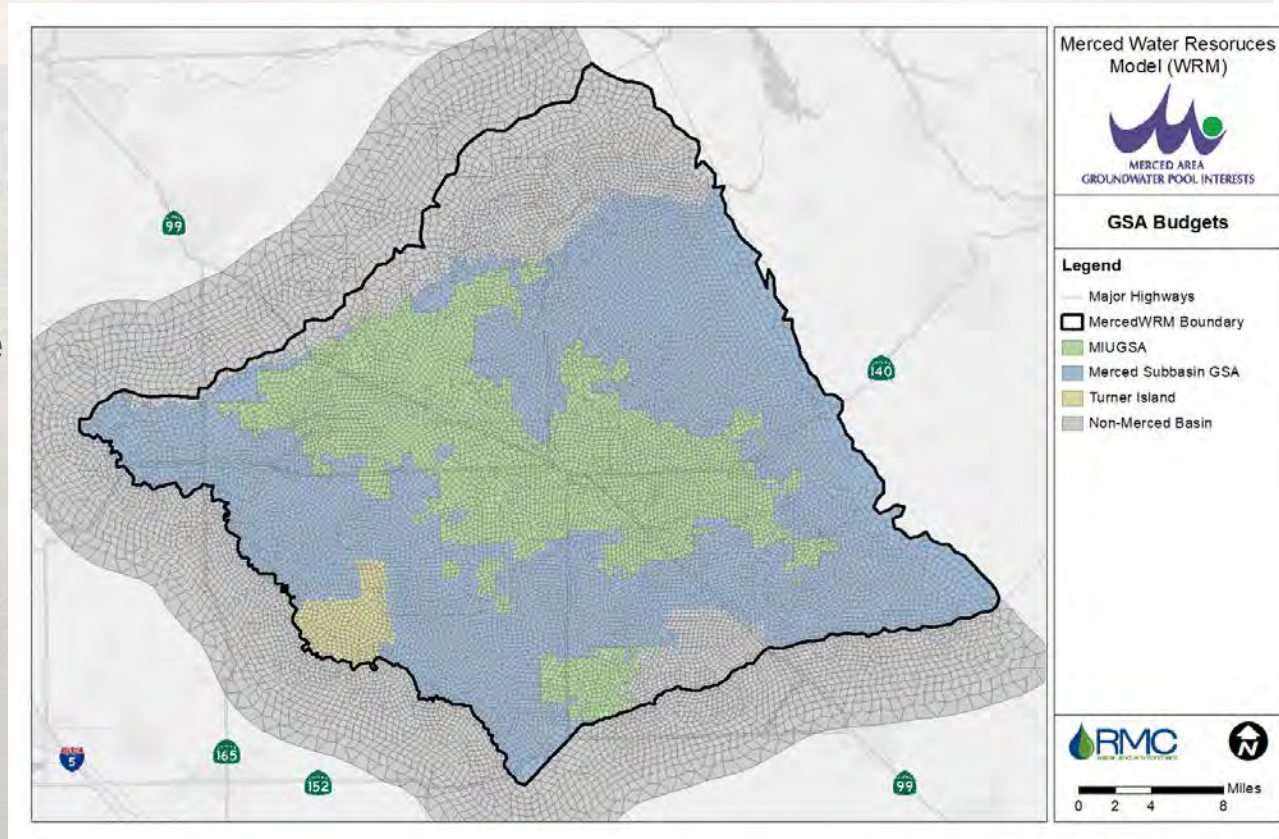 Merced Water Resoruces
Model (WRM)
MERCED AREA
GROUNDWATER POOL INTERESTS
GSA Budgets
Legend
Major Highways
MercedWRM Boundary
MIUGSA
Merced Subbasin GSA
Turner Island
Non-Merced Basin
RMC
N
Miles
0 2 4 8
99
140
5
165
152
99
e